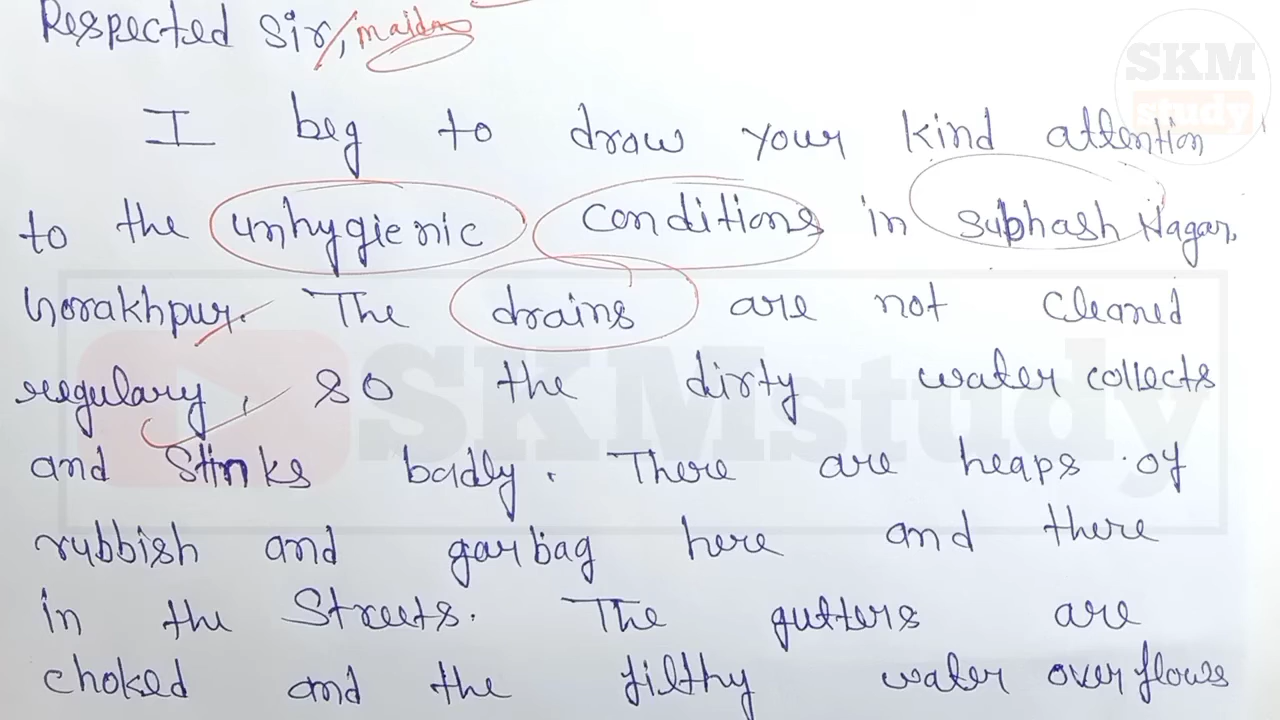 Respected Sir/, maidm
SKM
study
I beg to draw your kind attention
to the unhygienic conditions in Subhash Nagar,
Gorakhpur. The drains are not cleaned
regulary, so the dirty water collects
and Stinks badly. There are heaps of
rubbish and garbag here and there
in the Streets. The gutters are
choked and the filthy water overflows
SKMstudy